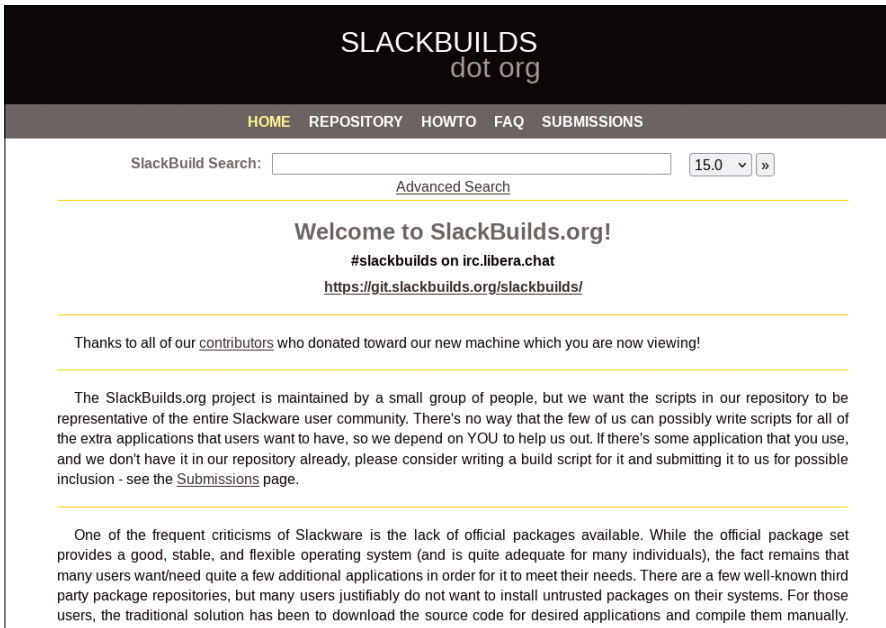 SLACKBUILDS
dot org
HOME REPOSITORY HOWTO FAQ SUBMISSIONS
SlackBuild Search: 15.0 »
Advanced Search
Welcome to SlackBuilds.org!
#slackbuilds on irc.libera.chat
https://git.slackbuilds.org/slackbuilds/
Thanks to all of our contributors who donated toward our new machine which you are now viewing!
The SlackBuilds.org project is maintained by a small group of people, but we want the scripts in our repository to be
representative of the entire Slackware user community. There's no way that the few of us can possibly write scripts for all of
the extra applications that users want to have, so we depend on YOU to help us out. If there's some application that you use,
and we don't have it in our repository already, please consider writing a build script for it and submitting it to us for possible
inclusion - see the Submissions page.
One of the frequent criticisms of Slackware is the lack of official packages available. While the official package set
provides a good, stable, and flexible operating system (and is quite adequate for many individuals), the fact remains that
many users want/need quite a few additional applications in order for it to meet their needs. There are a few well-known third
party package repositories, but many users justifiably do not want to install untrusted packages on their systems. For those
users, the traditional solution has been to download the source code for desired applications and compile them manually.